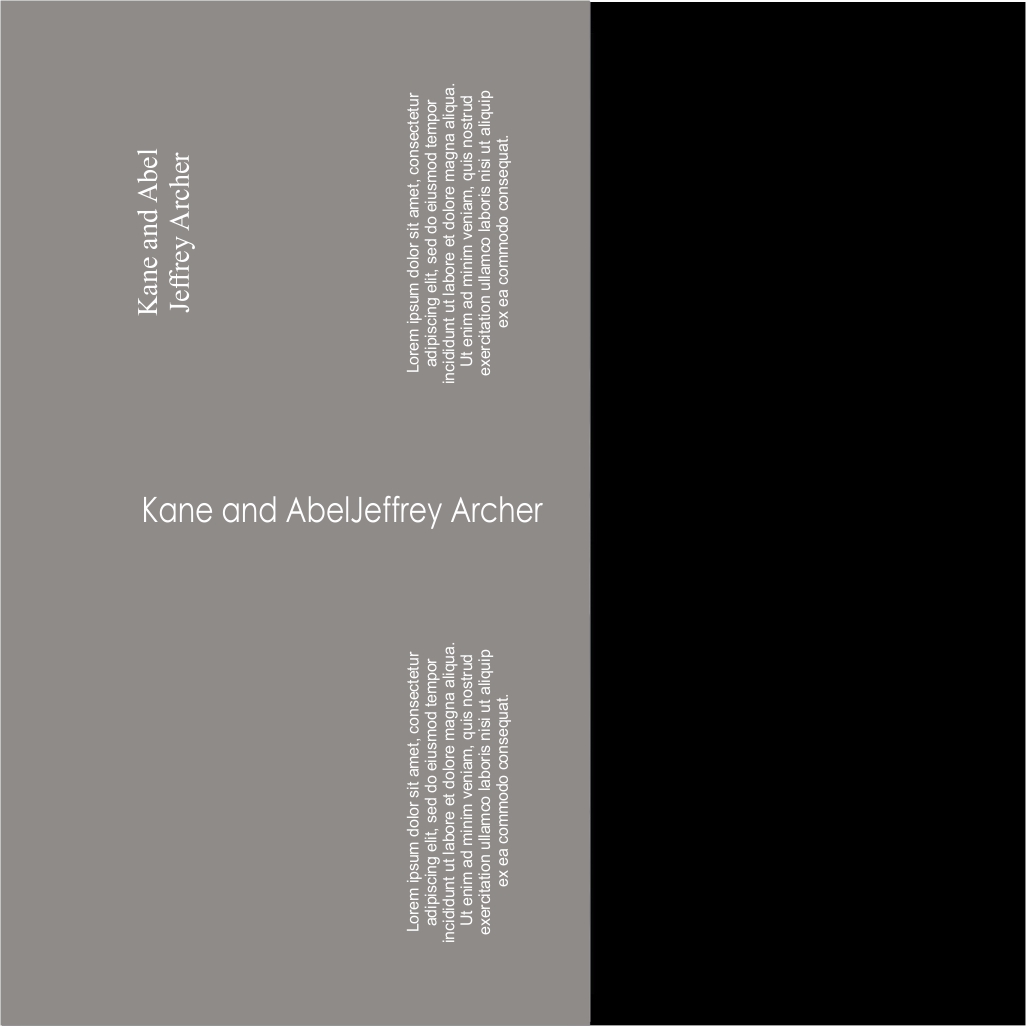 Kane and Abel
Jeffrey Archer
Lorem ipsum dolor sit amet, consectetur
adipiscing elit, sed do eiusmod tempor
incididunt ut labore et dolore magna aliqua.
Ut enim ad minim veniam, quis nostrud
exercitation ullamco laboris nisi ut aliquip
ex ea commodo consequat.
Kane and AbelJeffrey Archer
Lorem ipsum dolor sit amet, consectetur
adipiscing elit, sed do eiusmod tempor
incididunt ut labore et dolore magna aliqua.
Ut enim ad minim veniam, quis nostrud
exercitation ullamco laboris nisi ut aliquip
ex ea commodo consequat.